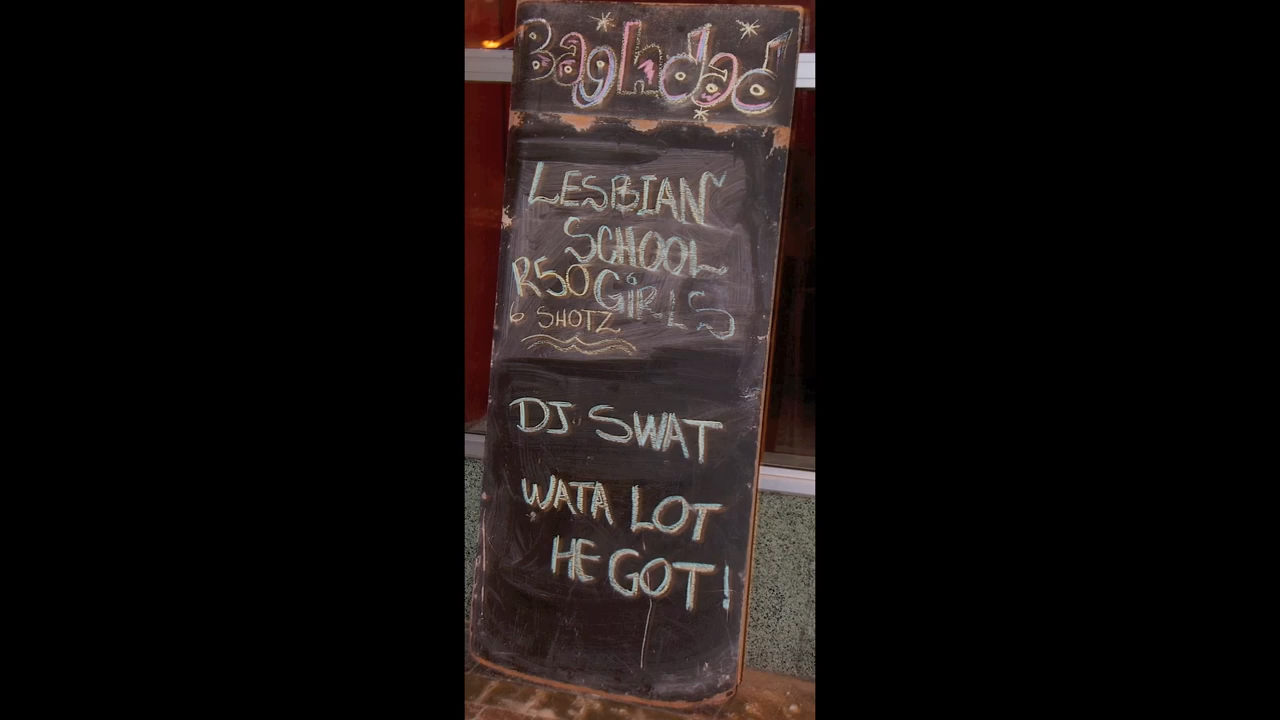 Baghdad
LESBIAN
SCHOOL
R50 GiRLS
6 SHOTZ
DJ SWAT
WATA LOT
HE GOT!